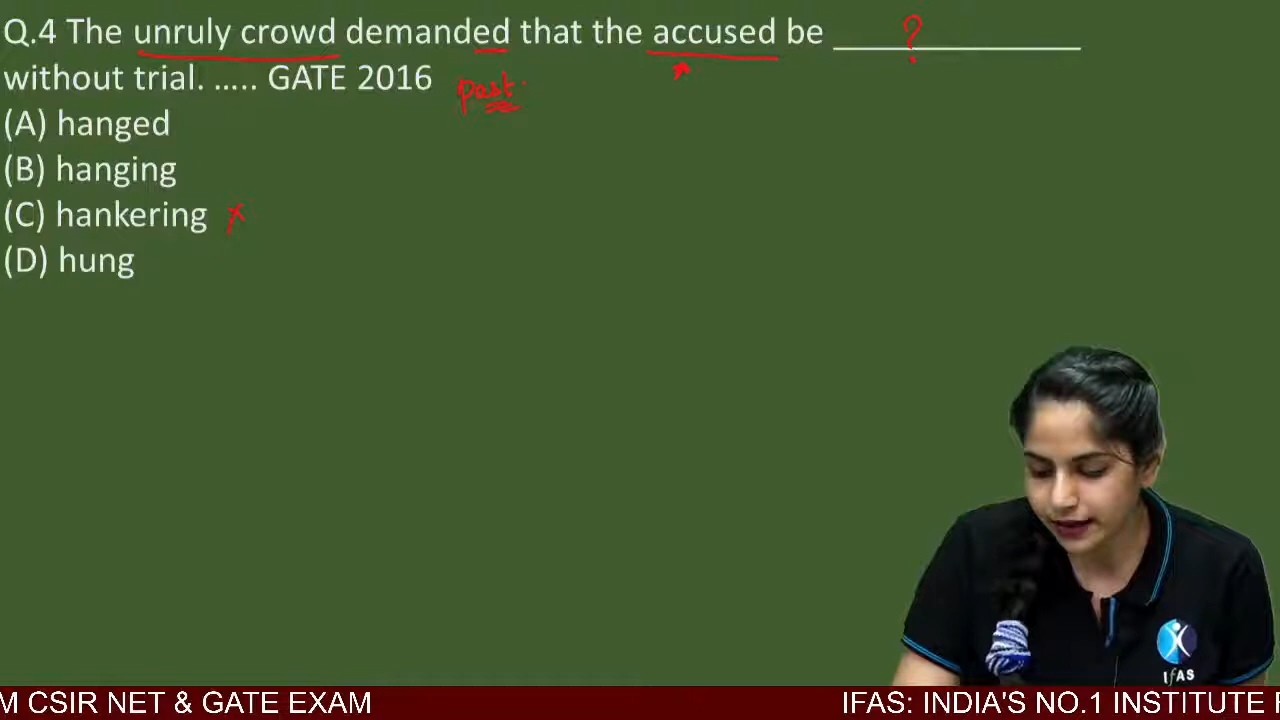 Q.4 The unruly crowd demanded that the accused be ____?____
without trial. ..... GATE 2016 past.
(A) hanged
(B) hanging
(C) hankering x
(D) hung
IFAS
M CSIR NET & GATE EXAM IFAS: INDIA'S NO.1 INSTITUTE